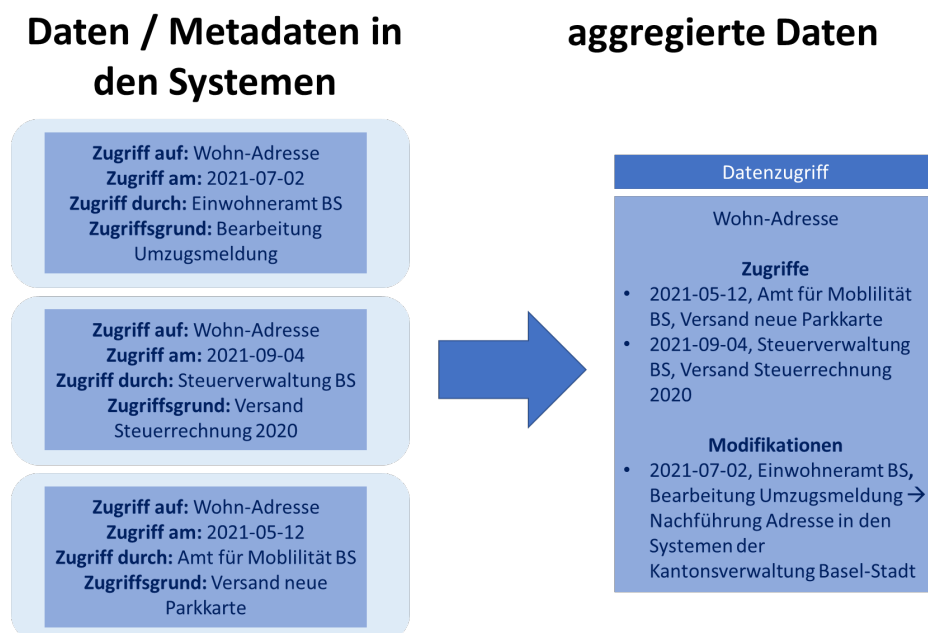 Daten / Metadaten in
den Systemen
Zugriff auf: Wohn-Adresse
Zugriff am: 2021-07-02
Zugriff durch: Einwohneramt BS
Zugriffsgrund: Bearbeitung
Umzugsmeldung
Zugriff auf: Wohn-Adresse
Zugriff am: 2021-09-04
Zugriff durch: Steuerverwaltung BS
Zugriffsgrund: Versand
Steuerrechnung 2020
Zugriff auf: Wohn-Adresse
Zugriff am: 2021-05-12
Zugriff durch: Amt für Moblilität BS
Zugriffsgrund: Versand neue
Parkkarte
aggregierte Daten
Datenzugriff
Wohn-Adresse
Zugriffe
• 2021-05-12, Amt für Moblilität
BS, Versand neue Parkkarte
• 2021-09-04, Steuerverwaltung
BS, Versand Steuerrechnung
2020
Modifikationen
• 2021-07-02, Einwohneramt BS,
Bearbeitung Umzugsmeldung →
Nachführung Adresse in den
Systemen der
Kantonsverwaltung Basel-Stadt